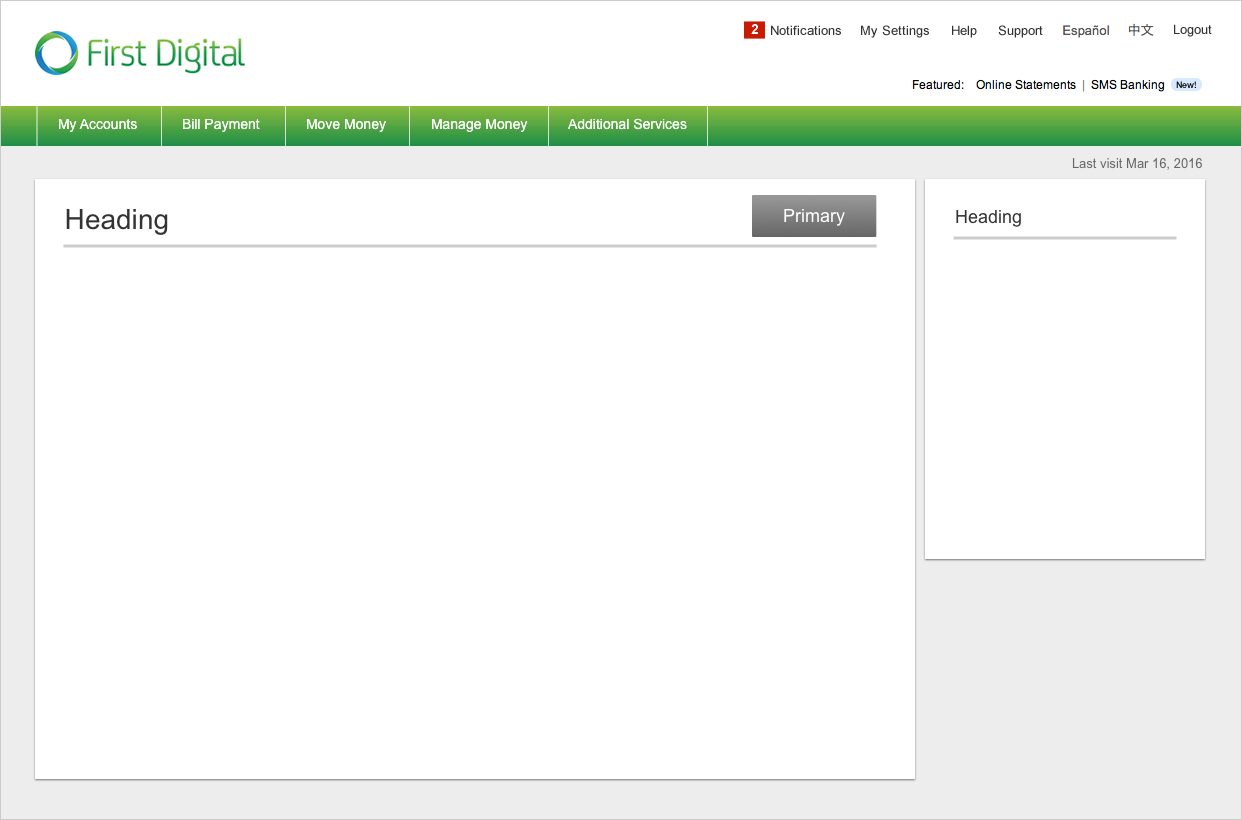 First Digital
2 Notifications My Settings Help Support Español 中文 Logout
Featured: Online Statements | SMS Banking New!
My Accounts Bill Payment Move Money Manage Money Additional Services
Last visit Mar 16, 2016
Heading
Primary
Heading